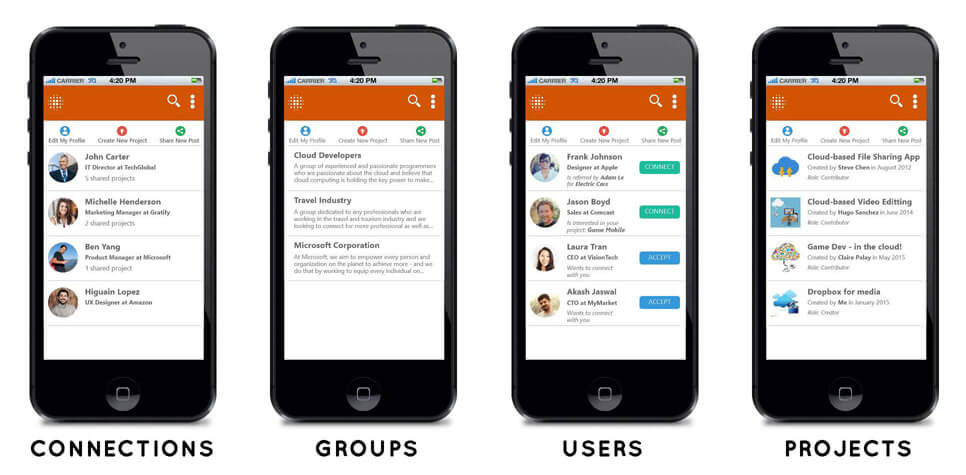 CARRIER 3G 4:20 PM
Edit My Profile Create New Project Share New Post
John Carter
IT Director at TechGlobal
5 shared projects
Michelle Henderson
Marketing Manager at Gratify
2 shared projects
Ben Yang
Product Manager at Microsoft
1 shared project
Higuain Lopez
UX Designer at Amazon
CONNECTIONS
CARRIER 3G 4:20 PM
Edit My Profile Create New Project Share New Post
Cloud Developers
A group of experienced and passionate programmers
who are passionate about the cloud and believe that
cloud computing is holding the key to power to make...
Travel Industry
A group dedicated to any professionals who are
working in the travel and tourism industry and are
looking to connect for more professional as well as...
Microsoft Corporation
At Microsoft, we aim to empower every person and
organization on the planet to achieve more - and we
do that by working to equip every individual on...
GROUPS
CARRIER 3G 4:20 PM
Edit My Profile Create New Project Share New Post
Frank Johnson
Designer at Apple
Is referred by Adam Le
for Electric Cars
CONNECT
Jason Boyd
Sales at Comcast
Is interested in your
project: Game Mobile
CONNECT
Laura Tran
CEO at VisionTech
Wants to connect
with you
ACCEPT
Akash Jaswal
CTO at MyMarket
Wants to connect
with you
ACCEPT
USERS
CARRIER 3G 4:20 PM
Edit My Profile Create New Project Share New Post
Cloud-based File Sharing App
Created by Steve Chen in August 2012
Role: Contributor
Cloud-based Video Editting
Created by Hugo Sanchez in June 2014
Role: Contributor
Game Dev - in the cloud!
Created by Claire Palay in May 2015
Role: Contributor
Dropbox for media
Created by Me in January 2015
Role: Creator
PROJECTS